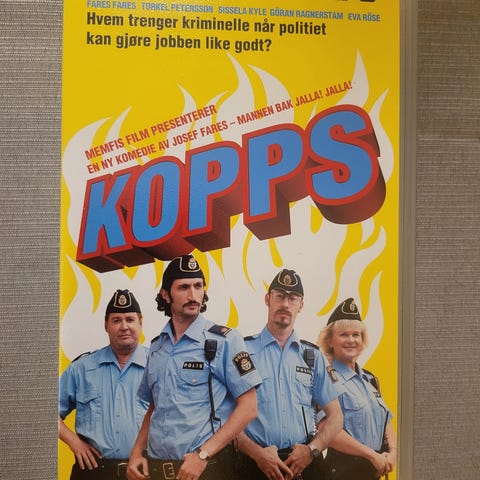 FARES FARES TORKEL PETERSSON SISSELA KYLE GÖRAN RAGNERSTAM EVA RÖSE
Hvem trenger kriminelle når politiet
kan gjøre jobben like godt?
MEMFIS FILM PRESENTERER
EN NY KOMEDIE AV JOSEF FARES – MANNEN BAK JALLA! JALLA!
KOPPS
POLIS
POLIS